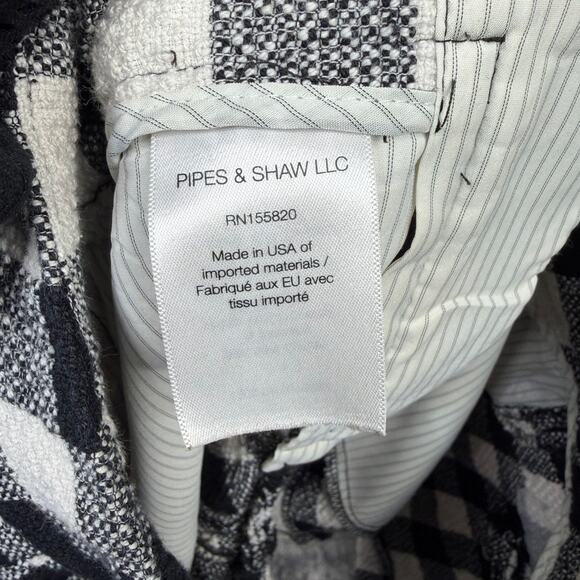 PIPES & SHAW LLC
RN155820
Made in USA of
imported materials /
Fabriqué aux EU avec
tissu importé